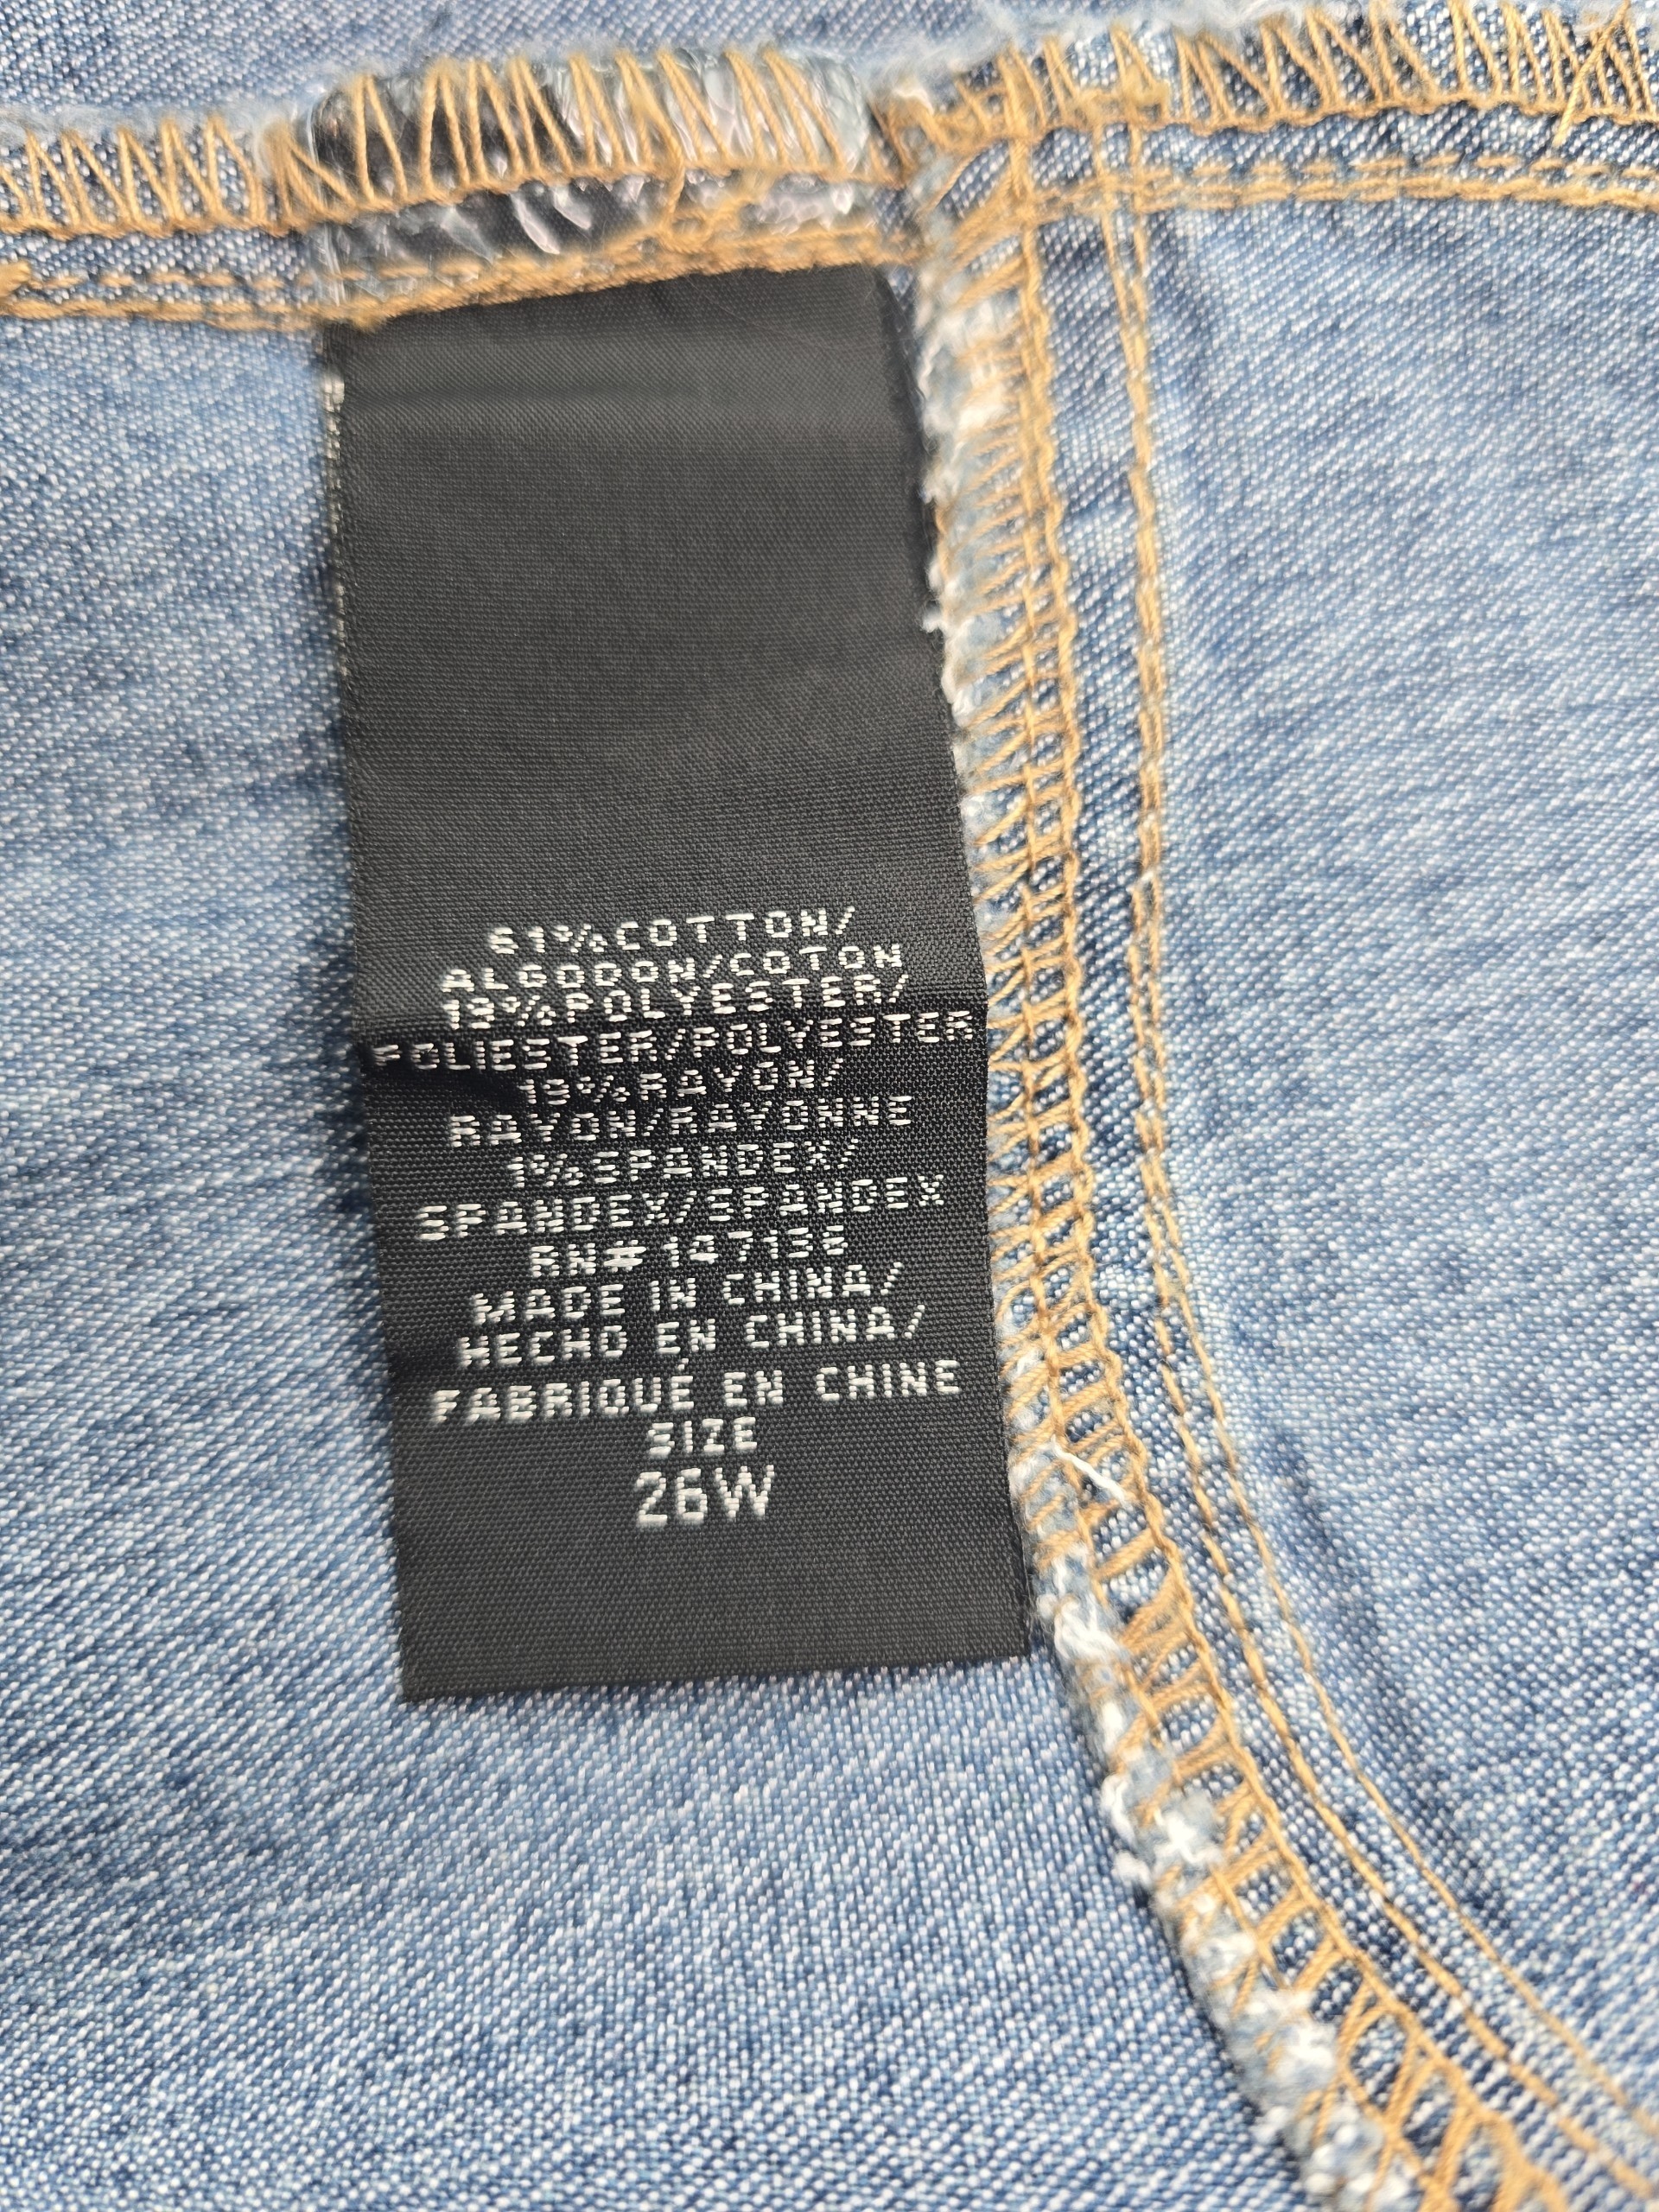 61%COTTON/
ALGODON/COTON
19%POLYESTER/
POLIESTER/POLYESTER
19%RAYON/
RAYON/RAYONNE
1%SPANDEX/
SPANDEX/SPANDEX
RN#147136
MADE IN CHINA/
HECHO EN CHINA/
FABRIQUÉ EN CHINE
SIZE
26W